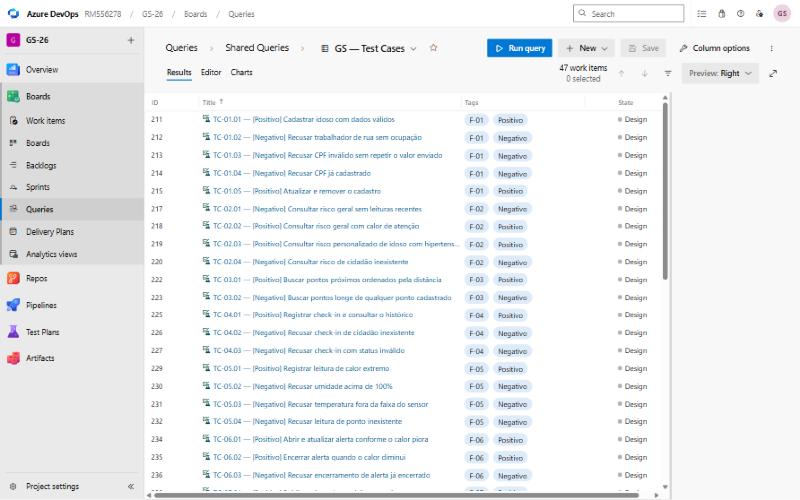 Azure DevOps RM556278 / GS-26 / Boards / Queries
Search
GS
GS-26
Overview
Boards
Work items
Boards
Backlogs
Sprints
Queries
Delivery Plans
Analytics views
Repos
Pipelines
Test Plans
Artifacts
Project settings
Queries > Shared Queries > GS — Test Cases
Run query
New
Save
Column options
Results Editor Charts
47 work items
0 selected
Preview: Right
ID Title Tags State
211 TC-01.01 — [Positivo] Cadastrar idoso com dados válidos F-01 Positivo Design
212 TC-01.02 — [Negativo] Recusar trabalhador de rua sem ocupação F-01 Negativo Design
213 TC-01.03 — [Negativo] Recusar CPF inválido sem repetir o valor enviado F-01 Negativo Design
214 TC-01.04 — [Negativo] Recusar CPF já cadastrado F-01 Negativo Design
215 TC-01.05 — [Positivo] Atualizar e remover o cadastro F-01 Positivo Design
217 TC-02.01 — [Negativo] Consultar risco geral sem leituras recentes F-02 Negativo Design
218 TC-02.02 — [Positivo] Consultar risco geral com calor de atenção F-02 Positivo Design
219 TC-02.03 — [Positivo] Consultar risco personalizado de idoso com hipertens... F-02 Negativo Design
220 TC-02.04 — [Negativo] Consultar risco de cidadão inexistente F-02 Negativo Design
222 TC-03.01 — [Positivo] Buscar pontos próximos ordenados pela distância F-03 Positivo Design
223 TC-03.02 — [Negativo] Buscar pontos longe de qualquer ponto cadastrado F-03 Negativo Design
225 TC-04.01 — [Positivo] Registrar check-in e consultar o histórico F-04 Positivo Design
226 TC-04.02 — [Negativo] Recusar check-in de cidadão inexistente F-04 Negativo Design
227 TC-04.03 — [Negativo] Recusar check-in com status inválido F-04 Negativo Design
229 TC-05.01 — [Positivo] Registrar leitura de calor extremo F-05 Positivo Design
230 TC-05.02 — [Negativo] Recusar umidade acima de 100% F-05 Negativo Design
231 TC-05.03 — [Negativo] Recusar temperatura fora da faixa do sensor F-05 Negativo Design
232 TC-05.04 — [Negativo] Recusar leitura de ponto inexistente F-05 Negativo Design
234 TC-06.01 — [Positivo] Abrir e atualizar alerta conforme o calor piora F-06 Positivo Design
235 TC-06.02 — [Positivo] Encerrar alerta quando o calor diminui F-06 Positivo Design
236 TC-06.03 — [Negativo] Recusar encerramento de alerta já encerrado F-06 Negativo Design